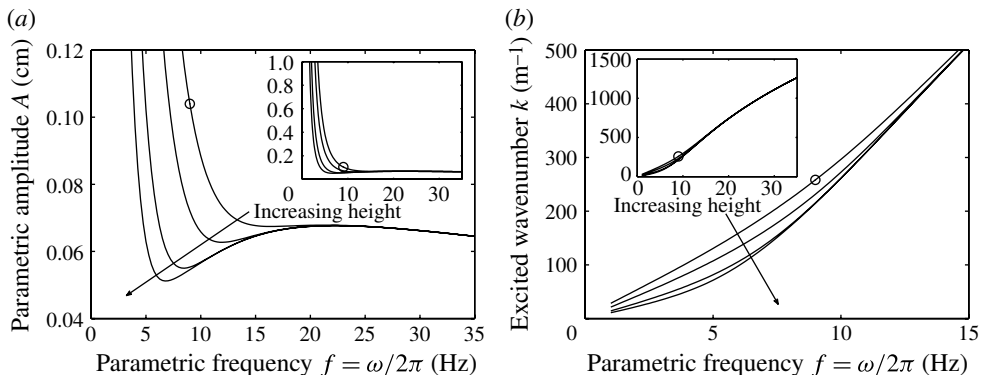 (a)
Parametric amplitude A (cm)
0.12
0.10
0.08
0.06
0.04
0 5 10 15 20 25 30 35
Parametric frequency f = ω/2π (Hz)
1.0
0.8
0.6
0.4
0.2
0 10 20 30
Increasing height
(b)
Excited wavenumber k (m⁻¹)
500
400
300
200
100
0 5 10 15
Parametric frequency f = ω/2π (Hz)
1500
1000
500
0
0 10 20 30
Increasing height